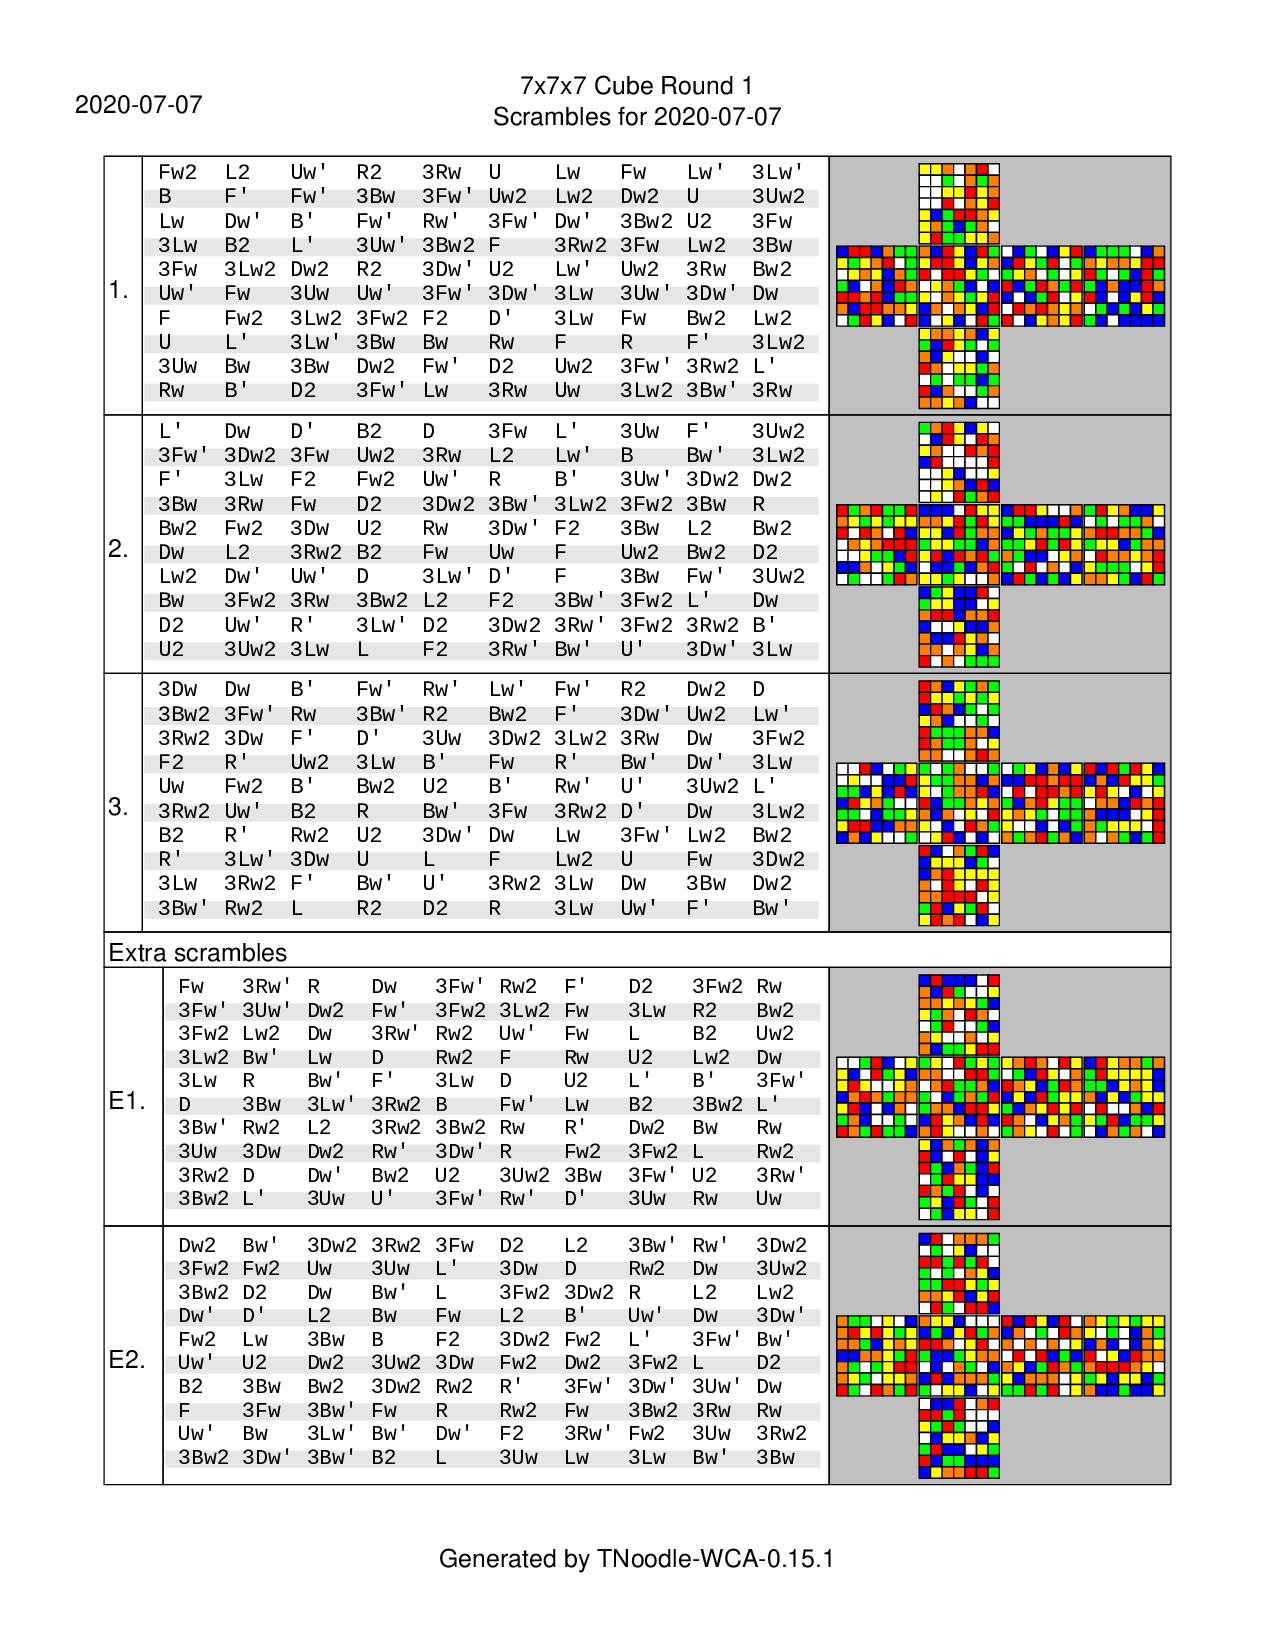 2020-07-07
7x7x7 Cube Round 1
Scrambles for 2020-07-07
1.
Fw2 L2 Uw' R2 3Rw U Lw Fw Lw' 3Lw'
B F' Fw' 3Bw 3Fw' Uw2 Lw2 Dw2 U 3Uw2
Lw Dw' B' Fw' Rw' 3Fw' Dw' 3Bw2 U2 3Fw
3Lw B2 L' 3Uw' 3Bw2 F 3Rw2 3Fw Lw2 3Bw
3Fw 3Lw2 Dw2 R2 3Dw' U2 Lw' Uw2 3Rw Bw2
Uw' Fw 3Uw Uw' 3Fw' 3Dw' 3Lw 3Uw' 3Dw' Dw
F Fw2 3Lw2 3Fw2 F2 D' 3Lw Fw Bw2 Lw2
U L' 3Lw' 3Bw Bw Rw F R F' 3Lw2
3Uw Bw 3Bw Dw2 Fw' D2 Uw2 3Fw' 3Rw2 L'
Rw B' D2 3Fw' Lw 3Rw Uw 3Lw2 3Bw' 3Rw
2.
L' Dw D' B2 D 3Fw L' 3Uw F' 3Uw2
3Fw' 3Dw2 3Fw Uw2 3Rw L2 Lw' B Bw' 3Lw2
F' 3Lw F2 Fw2 Uw' R B' 3Uw' 3Dw2 Dw2
3Bw 3Rw Fw D2 3Dw2 3Bw' 3Lw2 3Fw2 3Bw R
Bw2 Fw2 3Dw U2 Rw 3Dw' F2 3Bw L2 Bw2
Dw L2 3Rw2 B2 Fw Uw F Uw2 Bw2 D2
Lw2 Dw' Uw' D 3Lw' D' F 3Bw Fw' 3Uw2
Bw 3Fw2 3Rw 3Bw2 L2 F2 3Bw' 3Fw2 L' Dw
D2 Uw' R' 3Lw' D2 3Dw2 3Rw' 3Fw2 3Rw2 B'
U2 3Uw2 3Lw L F2 3Rw' Bw' U' 3Dw' 3Lw
3.
3Dw Dw B' Fw' Rw' Lw' Fw' R2 Dw2 D
3Bw2 3Fw' Rw 3Bw' R2 Bw2 F' 3Dw' Uw2 Lw'
3Rw2 3Dw F' D' 3Uw 3Dw2 3Lw2 3Rw Dw 3Fw2
F2 R' Uw2 3Lw B' Fw R' Bw' Dw' 3Lw
Uw Fw2 B' Bw2 U2 B' Rw' U' 3Uw2 L'
3Rw2 Uw' B2 R Bw' 3Fw 3Rw2 D' Dw 3Lw2
B2 R' Rw2 U2 3Dw' Dw Lw 3Fw' Lw2 Bw2
R' 3Lw' 3Dw U L F Lw2 U Fw 3Dw2
3Lw 3Rw2 F' Bw' U' 3Rw2 3Lw Dw 3Bw Dw2
3Bw' Rw2 L R2 D2 R 3Lw Uw' F' Bw'
Extra scrambles
E1.
Fw 3Rw' R Dw 3Fw' Rw2 F' D2 3Fw2 Rw
3Fw' 3Uw' Dw2 Fw' 3Fw2 3Lw2 Fw 3Lw R2 Bw2
3Fw2 Lw2 Dw 3Rw' Rw2 Uw' Fw L B2 Uw2
3Lw2 Bw' Lw D Rw2 F Rw U2 Lw2 Dw
3Lw R Bw' F' 3Lw D U2 L' B' 3Fw'
D 3Bw 3Lw' 3Rw2 B Fw' Lw B2 3Bw2 L'
3Bw' Rw2 L2 3Rw2 3Bw2 Rw R' Dw2 Bw Rw
3Uw 3Dw Dw2 Rw' 3Dw' R Fw2 3Fw2 L Rw2
3Rw2 D Dw' Bw2 U2 3Uw2 3Bw 3Fw' U2 3Rw'
3Bw2 L' 3Uw U' 3Fw' Rw' D' 3Uw Rw Uw
E2.
Dw2 Bw' 3Dw2 3Rw2 3Fw D2 L2 3Bw' Rw' 3Dw2
3Fw2 Fw2 Uw 3Uw L' 3Dw D Rw2 Dw 3Uw2
3Bw2 D2 Dw Bw' L 3Fw2 3Dw2 R L2 Lw2
Dw' D' L2 Bw Fw L2 B' Uw' Dw 3Dw'
Fw2 Lw 3Bw B F2 3Dw2 Fw2 L' 3Fw' Bw'
Uw' U2 Dw2 3Uw2 3Dw Fw2 Dw2 3Fw2 L D2
B2 3Bw Bw2 3Dw2 Rw2 R' 3Fw' 3Dw' 3Uw' Dw
F 3Fw 3Bw' Fw R Rw2 Fw 3Bw2 3Rw Rw
Uw' Bw 3Lw' Bw' Dw' F2 3Rw' Fw2 3Uw 3Rw2
3Bw2 3Dw' 3Bw' B2 L 3Uw Lw 3Lw Bw' 3Bw
Generated by TNoodle-WCA-0.15.1